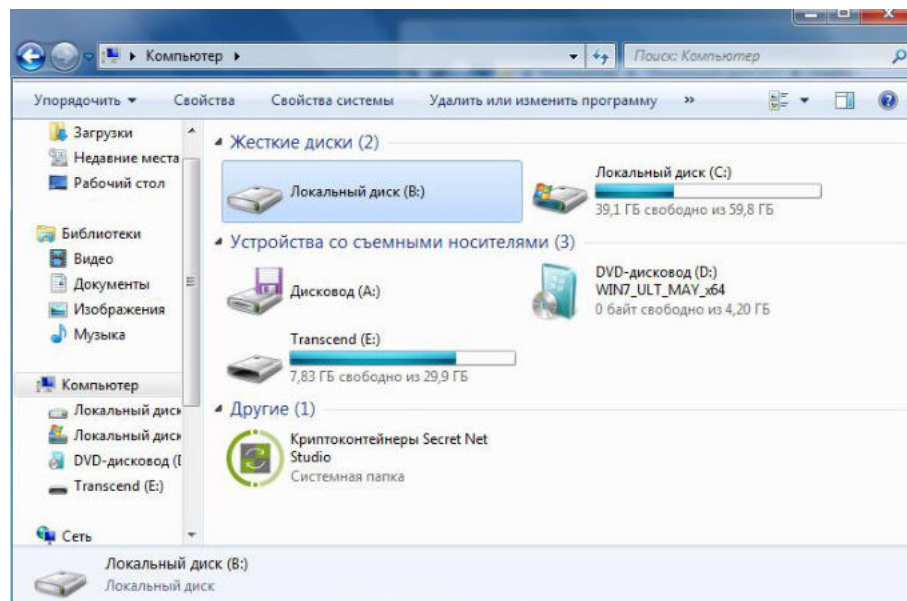 Компьютер
Поиск: Компьютер
Упорядочить
Свойства
Свойства системы
Удалить или изменить программу
»
Загрузки
Недавние места
Рабочий стол
Библиотеки
Видео
Документы
Изображения
Музыка
Компьютер
Локальный диск
Локальный диск
DVD-дисковод (D
Transcend (E:)
Сеть
Жесткие диски (2)
Локальный диск (B:)
Локальный диск (C:)
39,1 ГБ свободно из 59,8 ГБ
Устройства со съемными носителями (3)
Дисковод (A:)
DVD-дисковод (D:)
WIN7_ULT_MAY_x64
0 байт свободно из 4,20 ГБ
Transcend (E:)
7,83 ГБ свободно из 29,9 ГБ
Другие (1)
Криптоконтейнеры Secret Net
Studio
Системная папка
Локальный диск (B:)
Локальный диск